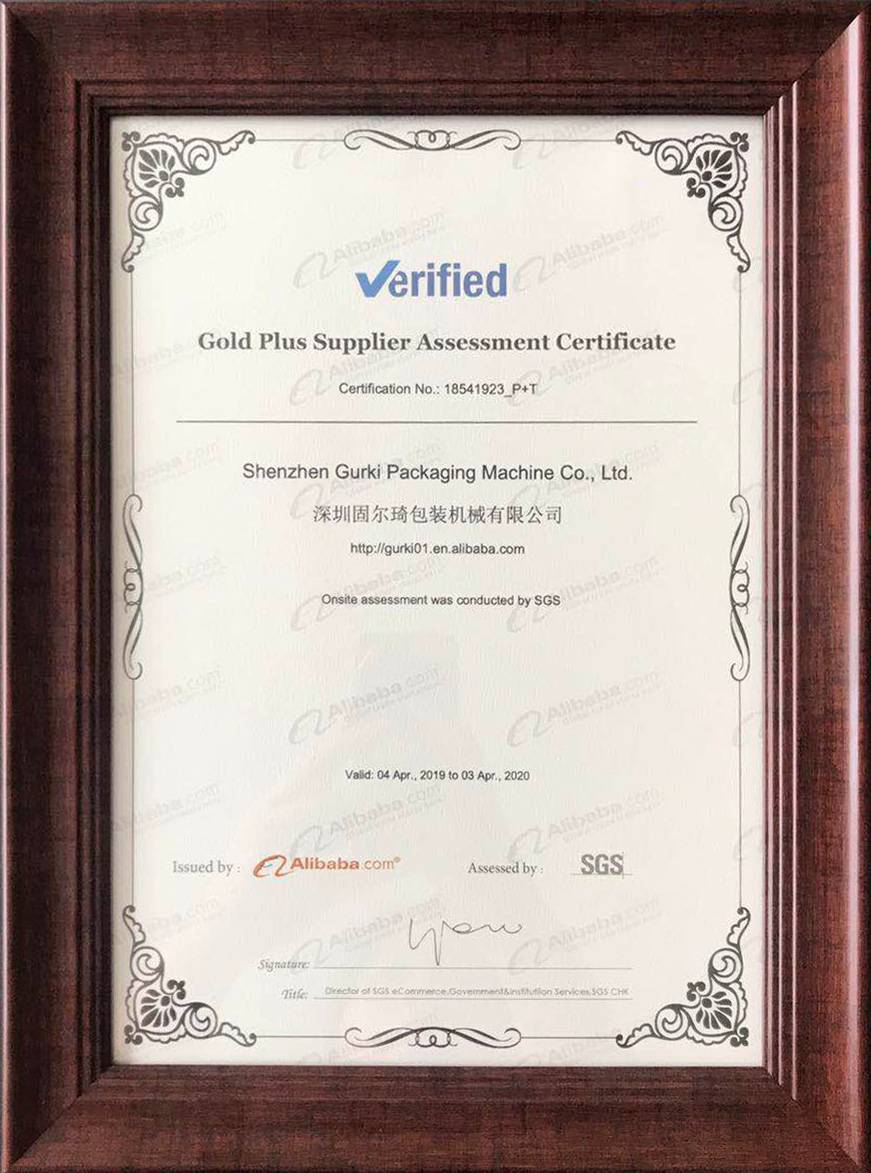 Verified
Gold Plus Supplier Assessment Certificate
Certification No.: 18541923_P+T
Shenzhen Gurki Packaging Machine Co., Ltd.
深圳固尔琦包装机械有限公司
http://gurki01.en.alibaba.com
Onsite assessment was conducted by SGS
Valid: 04 Apr., 2019 to 03 Apr., 2020
Issued by : Alibaba.com® Assessed by : SGS
Signature:
Title: Director of SGS eCommerce,Government&Institutiion Services,SGS CHK